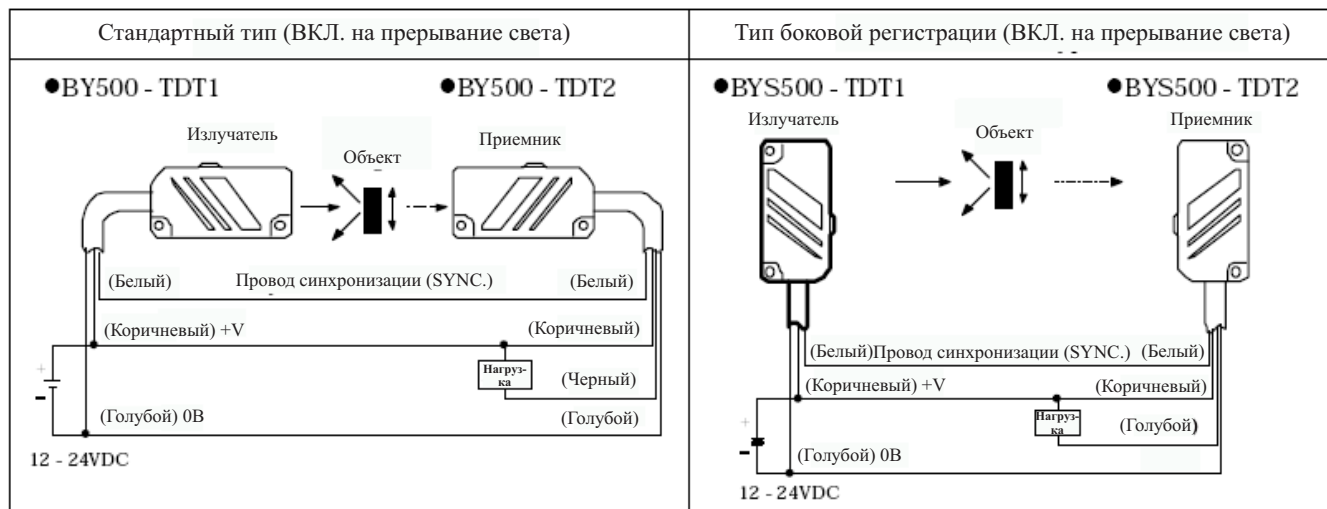 Стандартный тип (ВКЛ. на прерывание света)
●BY500 - TDT1
●BY500 - TDT2
Излучатель
Объект
Приемник
(Белый)
Провод синхронизации (SYNC.)
(Белый)
(Коричневый) +V
(Коричневый)
+
Нагруз-
ка
(Черный)
-
(Голубой) 0В
(Голубой)
12 - 24VDC
Тип боковой регистрации (ВКЛ. на прерывание света)
●BYS500 - TDT1
●BYS500 - TDT2
Излучатель
Объект
Приемник
(Белый)
Провод синхронизации (SYNC.)
(Белый)
(Коричневый) +V
(Коричневый)
+
Нагруз-
ка
(Голубой)
-
(Голубой) 0В
12 - 24VDC